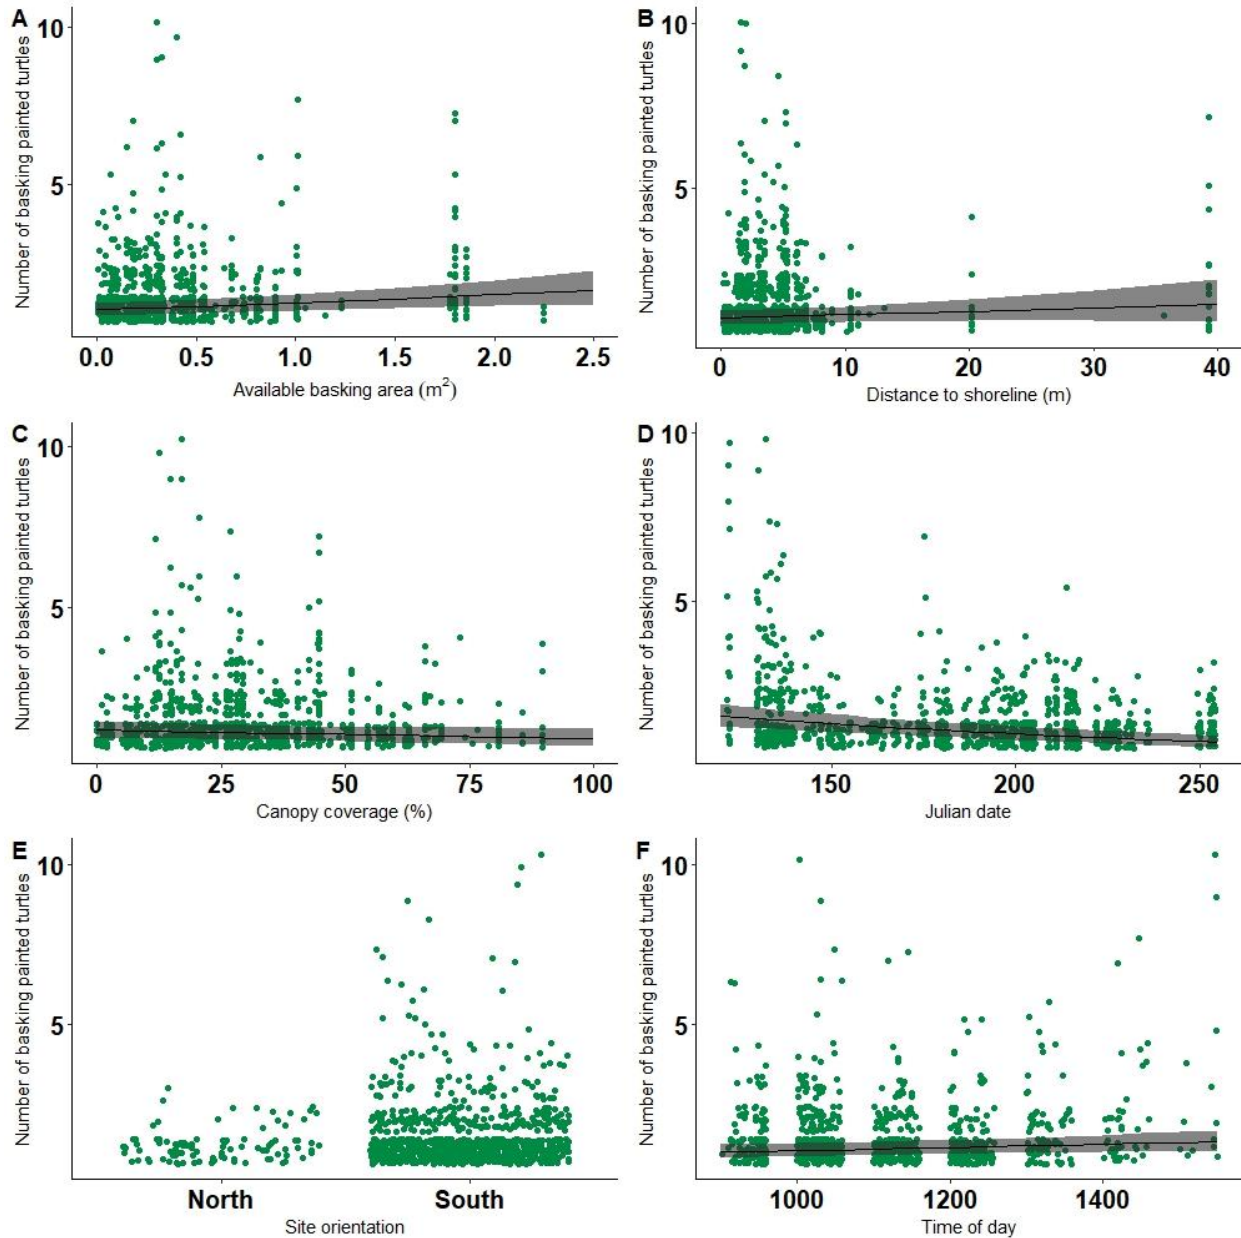 A
Number of basking painted turtles
10
5
0.0 0.5 1.0 1.5 2.0 2.5
Available basking area (m²)
B
Number of basking painted turtles
10
5
0 10 20 30 40
Distance to shoreline (m)
C
Number of basking painted turtles
10
5
0 25 50 75 100
Canopy coverage (%)
D
Number of basking painted turtles
10
5
150 200 250
Julian date
E
Number of basking painted turtles
10
5
North South
Site orientation
F
Number of basking painted turtles
10
5
1000 1200 1400
Time of day